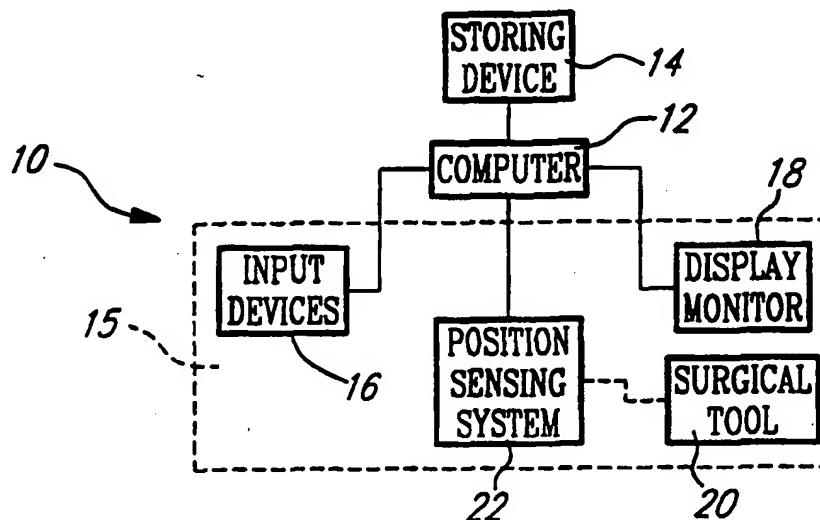 STORING
DEVICE
14
12
COMPUTER
10
18
INPUT
DEVICES
DISPLAY
MONITOR
15
16
POSITION
SENSING
SYSTEM
SURGICAL
TOOL
22
20